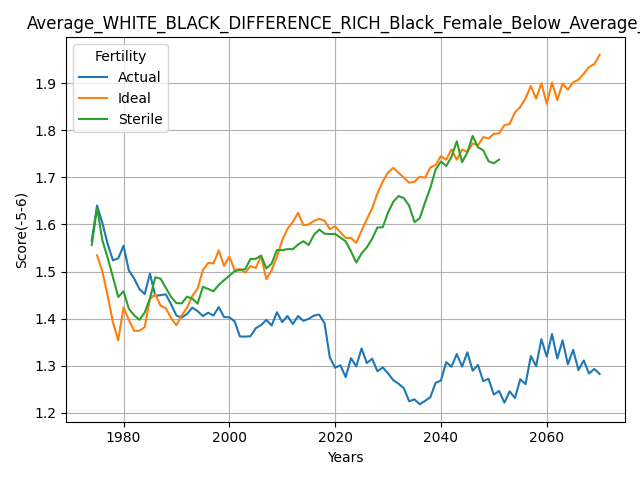 Average_WHITE_BLACK_DIFFERENCE_RICH_Black_Female_Below_Average_
Fertility
Actual
Ideal
Sterile
1.9
1.8
1.7
1.6
1.5
1.4
1.3
1.2
Score(-5-6)
1980
2000
2020
2040
2060
Years